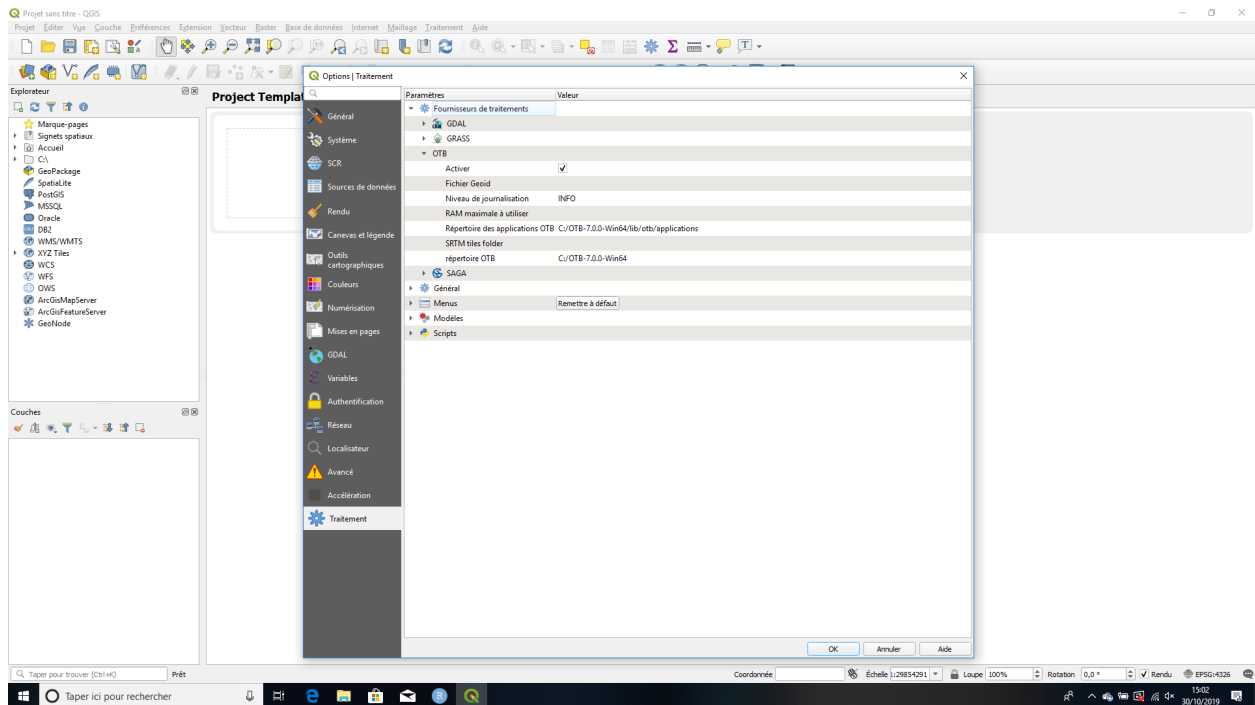 Projet sans titre - QGIS
Projet Éditer Vue Couche Préférences Extension Vecteur Raster Base de données Internet Maillage Traitement Aide
Explorateur
Marque-pages
Signets spatiaux
Accueil
C:\
GeoPackage
SpatiaLite
PostGIS
MSSQL
Oracle
DB2
WMS/WMTS
XYZ Tiles
WCS
WFS
OWS
ArcGisMapServer
ArcGisFeatureServer
GeoNode
Couches
Project Templat
Options | Traitement
Général
Système
SCR
Sources de données
Rendu
Canevas et légende
Outils
cartographiques
Couleurs
Numérisation
Mises en pages
GDAL
Variables
Authentification
Réseau
Localisateur
Avancé
Accélération
Traitement
Paramètres Valeur
Fournisseurs de traitements
GDAL
GRASS
OTB
Activer
Fichier Geoid
Niveau de journalisation INFO
RAM maximale à utiliser
Répertoire des applications OTB C:/OTB-7.0.0-Win64/lib/otb/applications
SRTM tiles folder
répertoire OTB C:/OTB-7.0.0-Win64
SAGA
Général
Menus Remettre à défaut
Modèles
Scripts
OK Annuler Aide
Taper pour trouver (Ctrl+K) Prêt Coordonnée Échelle 1:29854291 Loupe 100% Rotation 0,0 ° Rendu EPSG:4326
Taper ici pour rechercher
15:02
30/10/2019